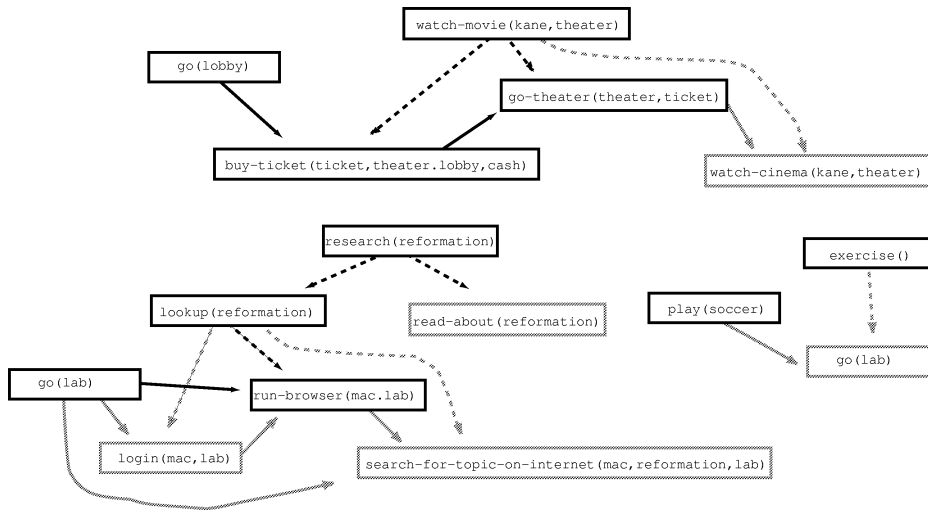 watch-movie(kane,theater)
go(lobby)
go-theater(theater,ticket)
buy-ticket(ticket,theater.lobby,cash)
watch-cinema(kane,theater)
research(reformation)
exercise()
lookup(reformation)
read-about(reformation)
play(soccer)
go(lab)
go(lab)
run-browser(mac.lab)
login(mac,lab)
search-for-topic-on-internet(mac,reformation,lab)